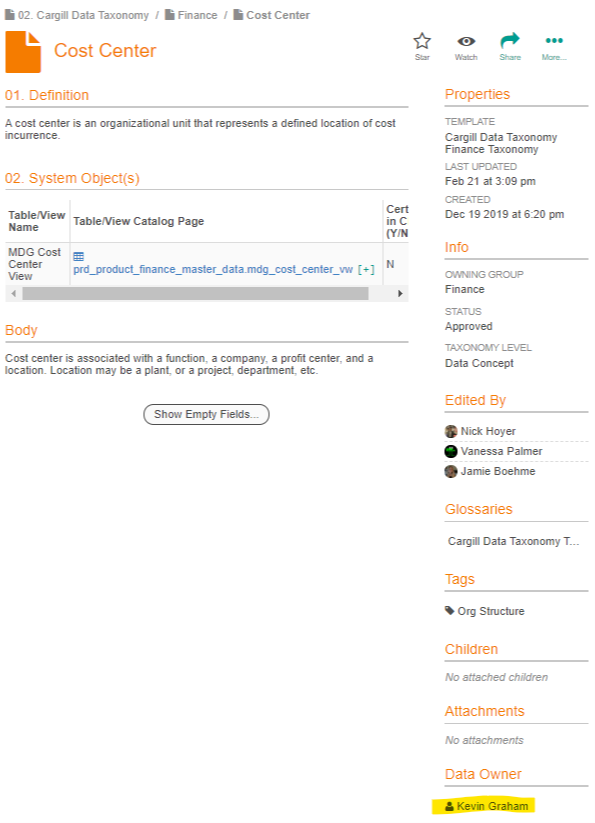 02. Cargill Data Taxonomy / Finance / Cost Center
Cost Center
Star
Watch
Share
More...
01. Definition
A cost center is an organizational unit that represents a defined location of cost
incurrence.
02. System Object(s)
Table/View
Name
Table/View Catalog Page
Cert
in C
(Y/N
MDG Cost
Center
View
prd_product_finance_master_data.mdg_cost_center_vw [+]
N
Body
Cost center is associated with a function, a company, a profit center, and a
location. Location may be a plant, or a project, department, etc.
Show Empty Fields...
Properties
TEMPLATE
Cargill Data Taxonomy
Finance Taxonomy
LAST UPDATED
Feb 21 at 3:09 pm
CREATED
Dec 19 2019 at 6:20 pm
Info
OWNING GROUP
Finance
STATUS
Approved
TAXONOMY LEVEL
Data Concept
Edited By
Nick Hoyer
Vanessa Palmer
Jamie Boehme
Glossaries
Cargill Data Taxonomy T...
Tags
Org Structure
Children
No attached children
Attachments
No attachments
Data Owner
Kevin Graham